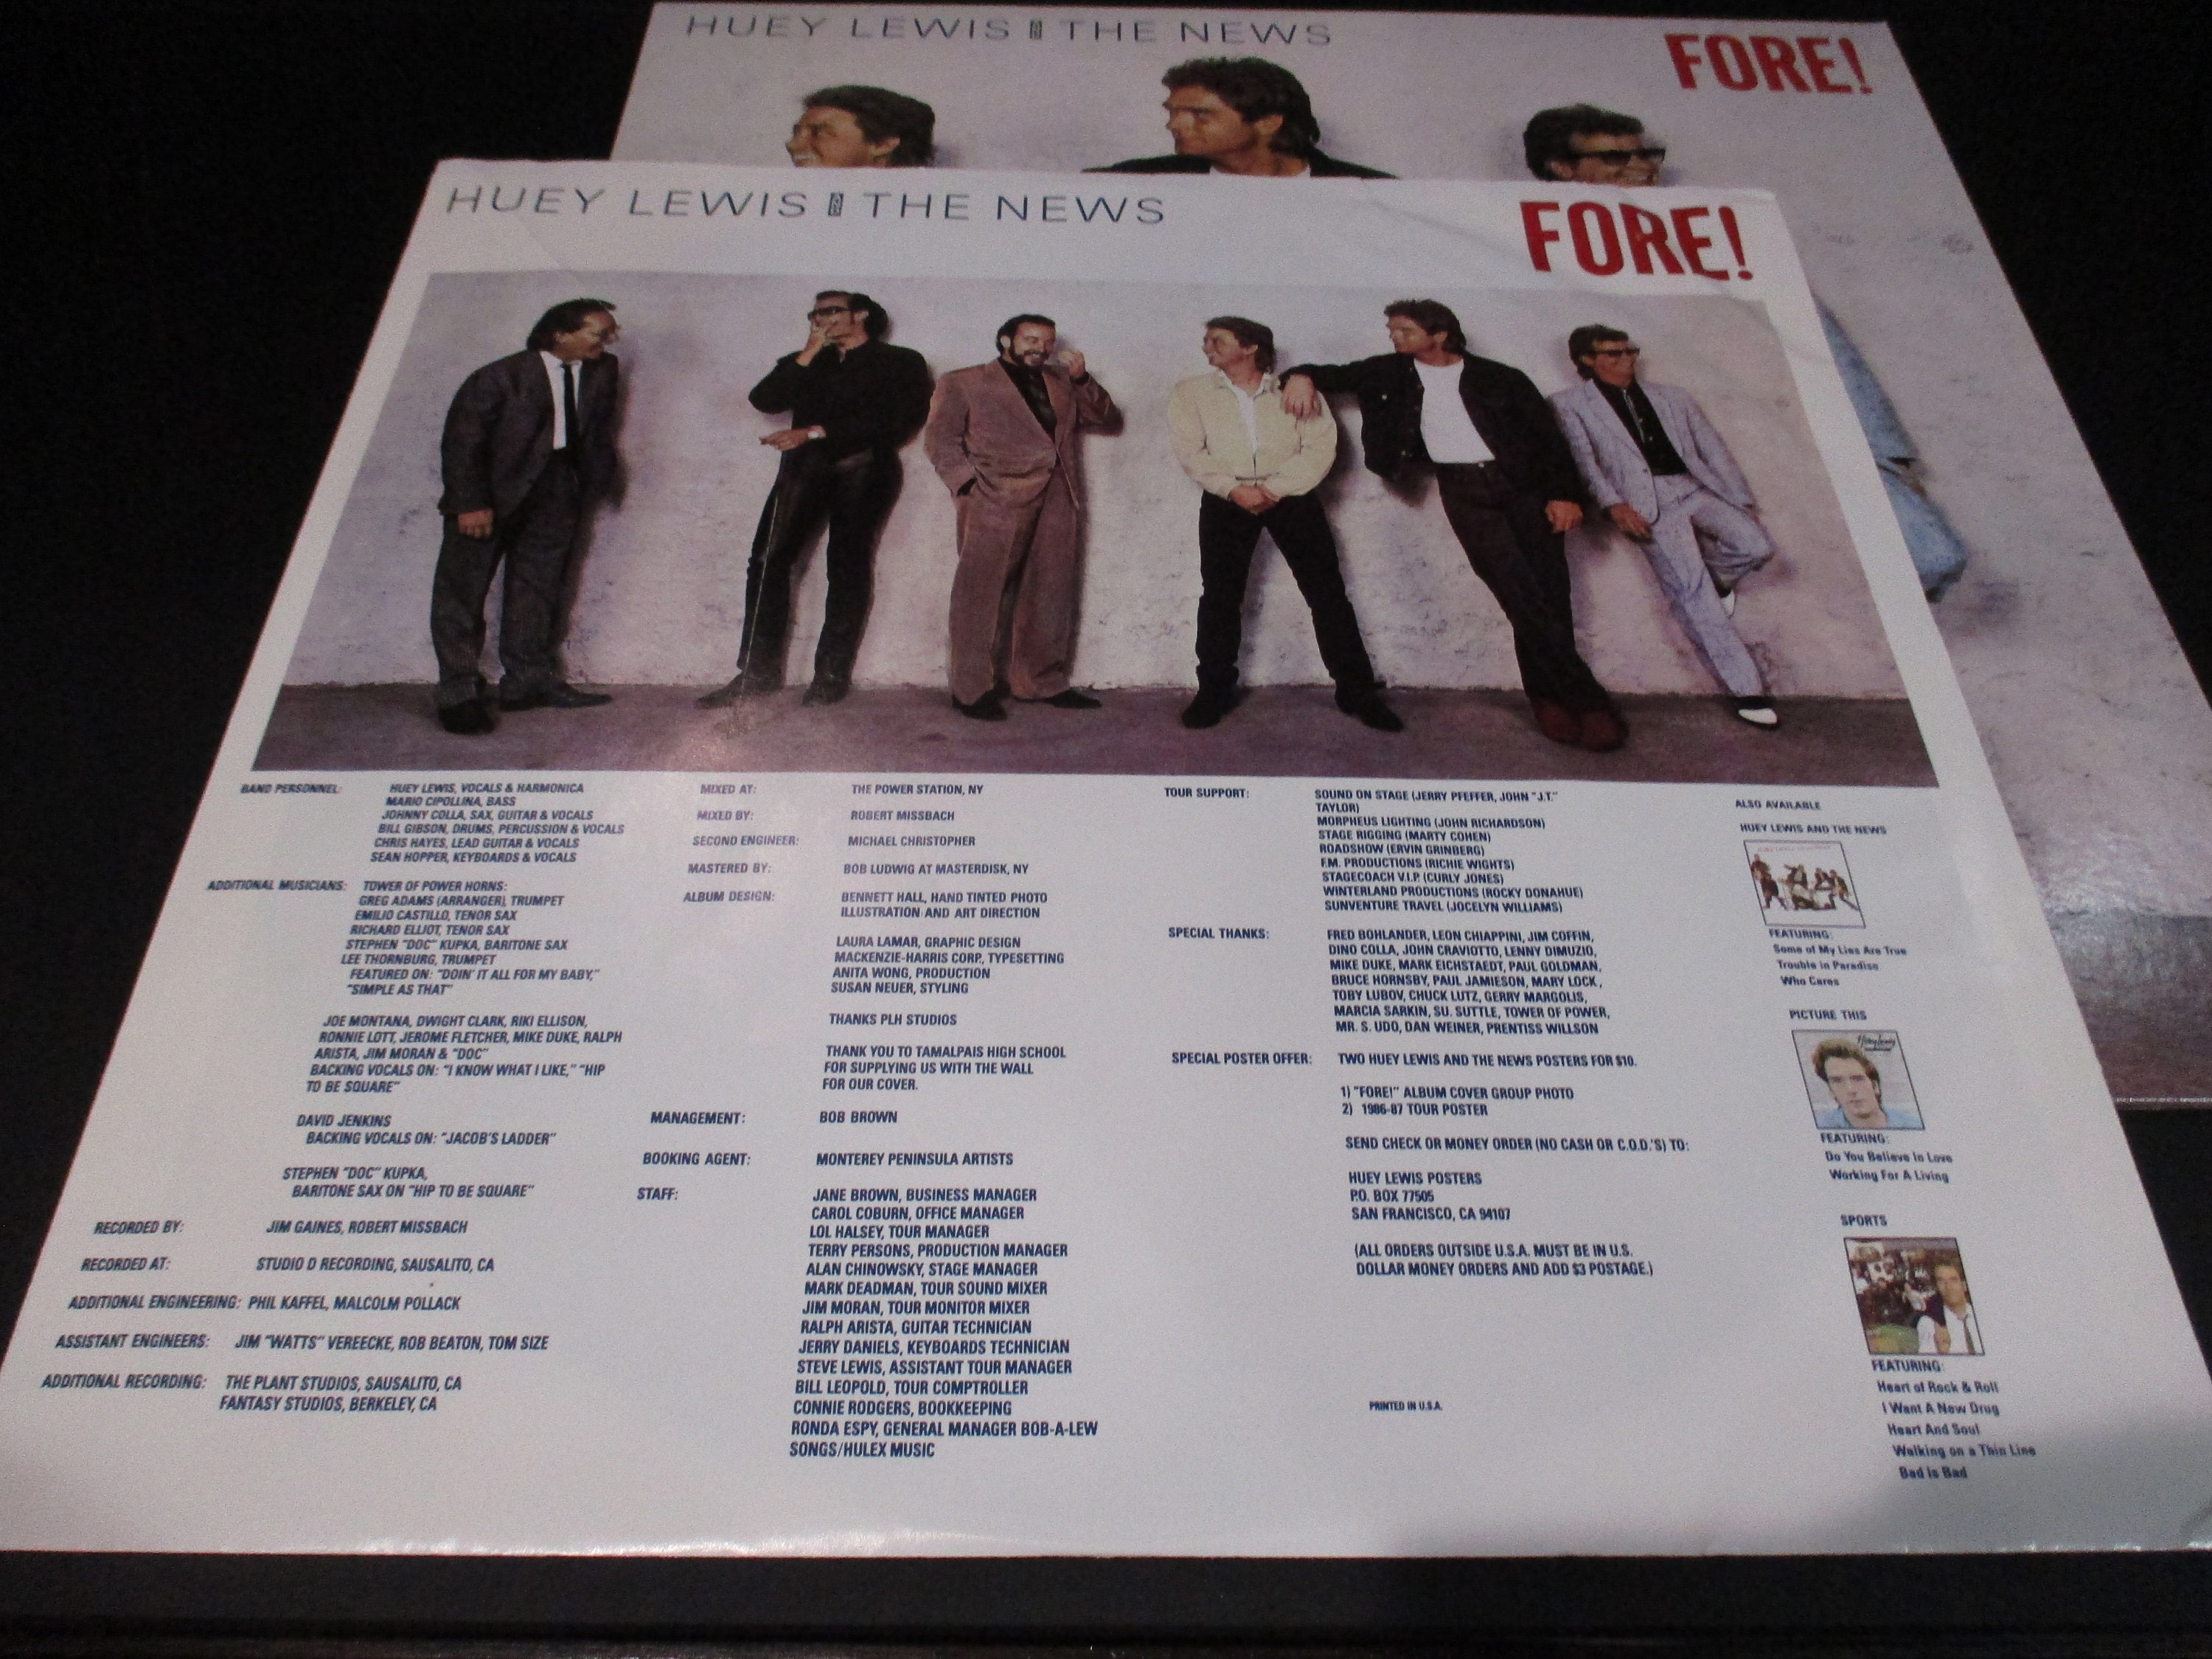 HUEY LEWIS AND THE NEWS
FORE!
HUEY LEWIS AND THE NEWS
FORE!
BAND PERSONNEL: HUEY LEWIS, VOCALS & HARMONICA
MARIO CIPOLLINA, BASS
JOHNNY COLLA, SAX, GUITAR & VOCALS
BILL GIBSON, DRUMS, PERCUSSION & VOCALS
CHRIS HAYES, LEAD GUITAR & VOCALS
SEAN HOPPER, KEYBOARDS & VOCALS
ADDITIONAL MUSICIANS: TOWER OF POWER HORNS:
GREG ADAMS (ARRANGER), TRUMPET
EMILIO CASTILLO, TENOR SAX
RICHARD ELLIOT, TENOR SAX
STEPHEN "DOC" KUPKA, BARITONE SAX
LEE THORNBURG, TRUMPET
FEATURED ON: "DOIN' IT ALL FOR MY BABY,"
"SIMPLE AS THAT"
JOE MONTANA, DWIGHT CLARK, RIKI ELLISON,
RONNIE LOTT, JEROME FLETCHER, MIKE DUKE, RALPH
ARISTA, JIM MORAN & "DOC"
BACKING VOCALS ON: "I KNOW WHAT I LIKE," "HIP
TO BE SQUARE"
DAVID JENKINS
BACKING VOCALS ON: "JACOB'S LADDER"
STEPHEN "DOC" KUPKA,
BARITONE SAX ON "HIP TO BE SQUARE"
RECORDED BY: JIM GAINES, ROBERT MISSBACH
RECORDED AT: STUDIO D RECORDING, SAUSALITO, CA
ADDITIONAL ENGINEERING: PHIL KAFFEL, MALCOLM POLLACK
ASSISTANT ENGINEERS: JIM "WATTS" VEREECKE, ROB BEATON, TOM SIZE
ADDITIONAL RECORDING: THE PLANT STUDIOS, SAUSALITO, CA
FANTASY STUDIOS, BERKELEY, CA
MIXED AT: THE POWER STATION, NY
MIXED BY: ROBERT MISSBACH
SECOND ENGINEER: MICHAEL CHRISTOPHER
MASTERED BY: BOB LUDWIG AT MASTERDISK, NY
ALBUM DESIGN: BENNETT HALL, HAND TINTED PHOTO
ILLUSTRATION AND ART DIRECTION
LAURA LAMAR, GRAPHIC DESIGN
MACKENZIE-HARRIS CORP., TYPESETTING
ANITA WONG, PRODUCTION
SUSAN NEUER, STYLING
THANKS PLH STUDIOS
THANK YOU TO TAMALPAIS HIGH SCHOOL
FOR SUPPLYING US WITH THE WALL
FOR OUR COVER.
MANAGEMENT: BOB BROWN
BOOKING AGENT: MONTEREY PENINSULA ARTISTS
STAFF: JANE BROWN, BUSINESS MANAGER
CAROL COBURN, OFFICE MANAGER
LOL HALSEY, TOUR MANAGER
TERRY PERSONS, PRODUCTION MANAGER
ALAN CHINOWSKY, STAGE MANAGER
MARK DEADMAN, TOUR SOUND MIXER
JIM MORAN, TOUR MONITOR MIXER
RALPH ARISTA, GUITAR TECHNICIAN
JERRY DANIELS, KEYBOARDS TECHNICIAN
STEVE LEWIS, ASSISTANT TOUR MANAGER
BILL LEOPOLD, TOUR COMPTROLLER
CONNIE RODGERS, BOOKKEEPING
RONDA ESPY, GENERAL MANAGER BOB-A-LEW
SONGS/HULEX MUSIC
TOUR SUPPORT: SOUND ON STAGE (JERRY PFEFFER, JOHN "J.T."
TAYLOR)
MORPHEUS LIGHTING (JOHN RICHARDSON)
STAGE RIGGING (MARTY COHEN)
ROADSHOW (ERVIN GRINBERG)
F.M. PRODUCTIONS (RICHIE WIGHTS)
STAGECOACH V.I.P. (CURLY JONES)
WINTERLAND PRODUCTIONS (ROCKY DONAHUE)
SUNVENTURE TRAVEL (JOCELYN WILLIAMS)
SPECIAL THANKS: FRED BOHLANDER, LEON CHIAPPINI, JIM COFFIN,
DINO COLLA, JOHN CRAVIOTTO, LENNY DIMUZIO,
MIKE DUKE, MARK EICHSTAEDT, PAUL GOLDMAN,
BRUCE HORNSBY, PAUL JAMIESON, MARY LOCK,
TOBY LUBOV, CHUCK LUTZ, GERRY MARGOLIS,
MARCIA SARKIN, SU. SUTTLE, TOWER OF POWER,
MR. S. UDO, DAN WEINER, PRENTISS WILLSON
SPECIAL POSTER OFFER: TWO HUEY LEWIS AND THE NEWS POSTERS FOR $10.
1) "FORE!" ALBUM COVER GROUP PHOTO
2) 1986-87 TOUR POSTER
SEND CHECK OR MONEY ORDER (NO CASH OR C.O.D.'S) TO:
HUEY LEWIS POSTERS
P.O. BOX 77505
SAN FRANCISCO, CA 94107
(ALL ORDERS OUTSIDE U.S.A. MUST BE IN U.S.
DOLLAR MONEY ORDERS AND ADD $3 POSTAGE.)
PRINTED IN U.S.A.
ALSO AVAILABLE
HUEY LEWIS AND THE NEWS
FEATURING:
Some of My Lies Are True
Trouble in Paradise
Who Cares
PICTURE THIS
Huey Lewis
FEATURING:
Do You Believe In Love
Working For A Living
SPORTS
FEATURING:
Heart of Rock & Roll
I Want A New Drug
Heart And Soul
Walking on a Thin Line
Bad is Bad